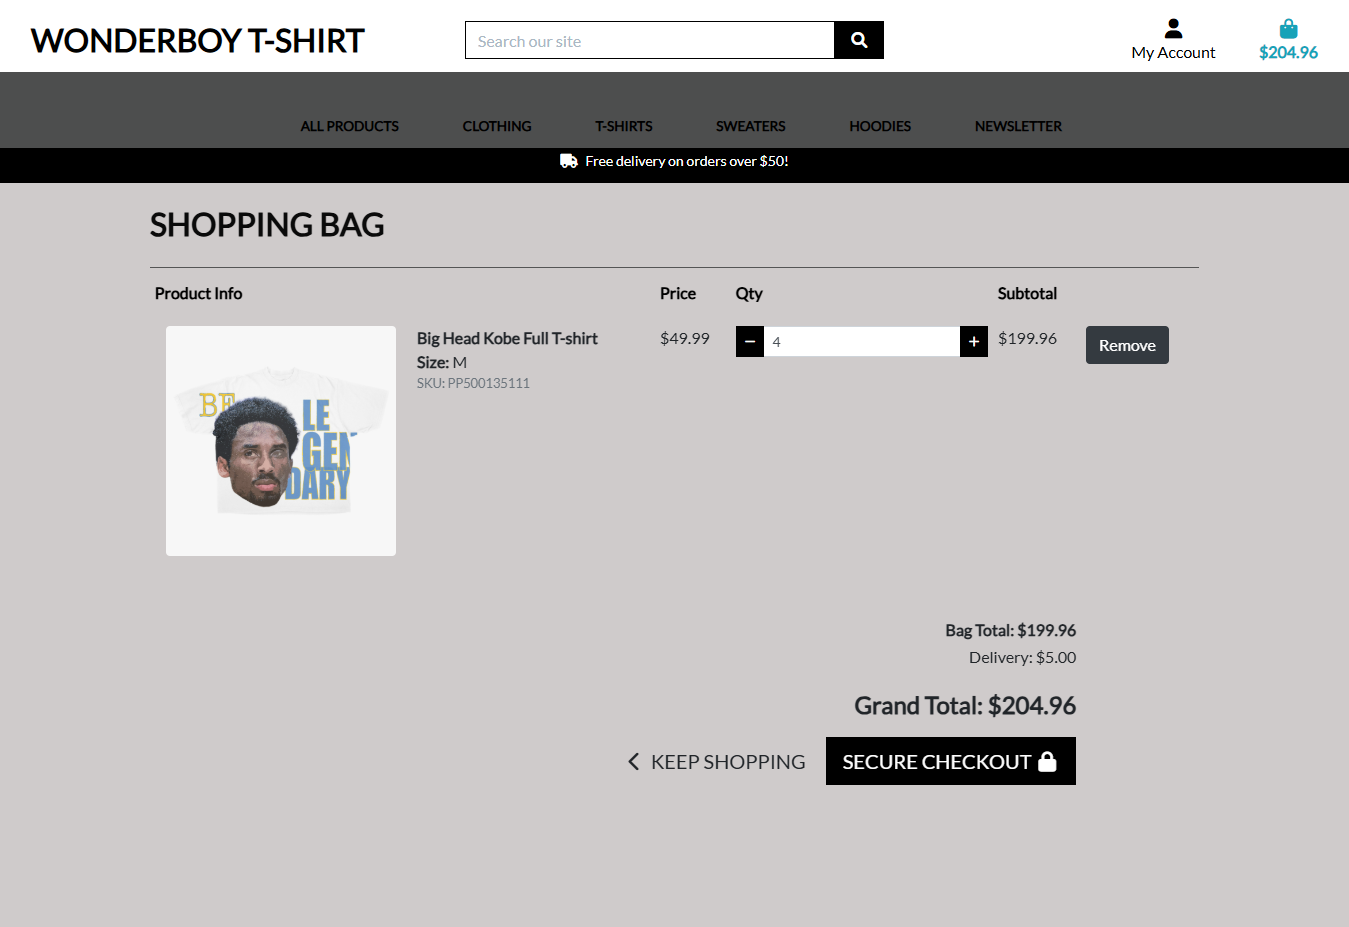 WONDERBOY T-SHIRT
Search our site
My Account
$204.96
ALL PRODUCTS CLOTHING T-SHIRTS SWEATERS HOODIES NEWSLETTER
Free delivery on orders over $50!
SHOPPING BAG
Product Info Price Qty Subtotal
Big Head Kobe Full T-shirt $49.99 − 4 + $199.96 Remove
Size: M
SKU: PP500135111
BE
LE
GEN
DARY
Bag Total: $199.96
Delivery: $5.00
Grand Total: $204.96
KEEP SHOPPING SECURE CHECKOUT